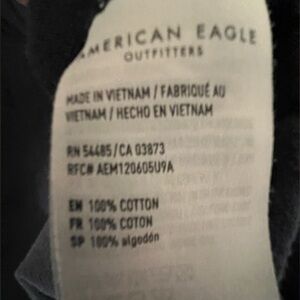 AMERICAN EAGLE
OUTFITTERS
MADE IN VIETNAM / FABRIQUÉ AU
VIETNAM / HECHO EN VIETNAM
RN 54485/CA 03873
RFC# AEM120605U9A
EN 100% COTTON
FR 100% COTON
SP 100% algodón